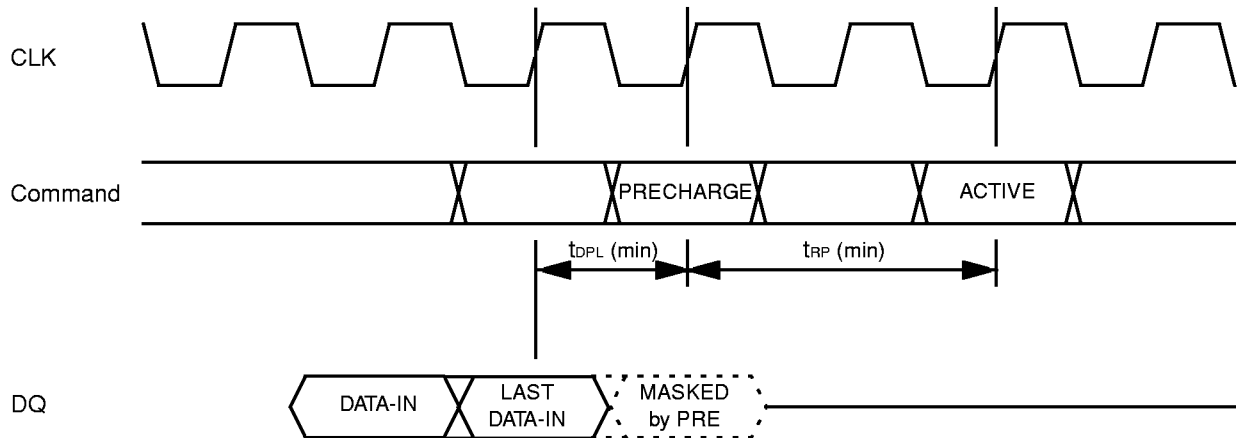 CLK
Command
PRECHARGE
ACTIVE
tDPL (min)
tRP (min)
DQ
DATA-IN
LAST
DATA-IN
MASKED
by PRE